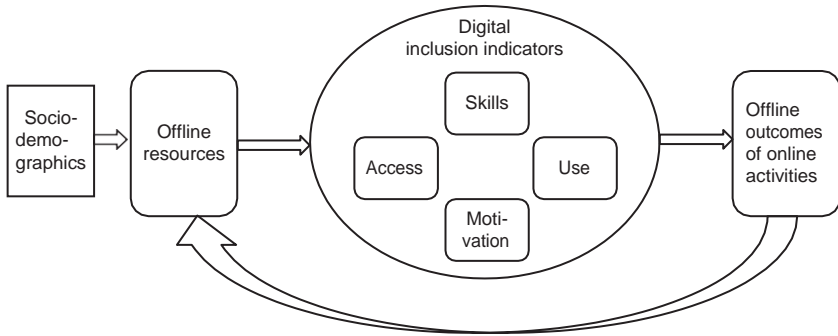 Socio-
demo-
graphics
Offline
resources
Digital
inclusion indicators
Skills
Access
Use
Moti-
vation
Offline
outcomes
of online
activities